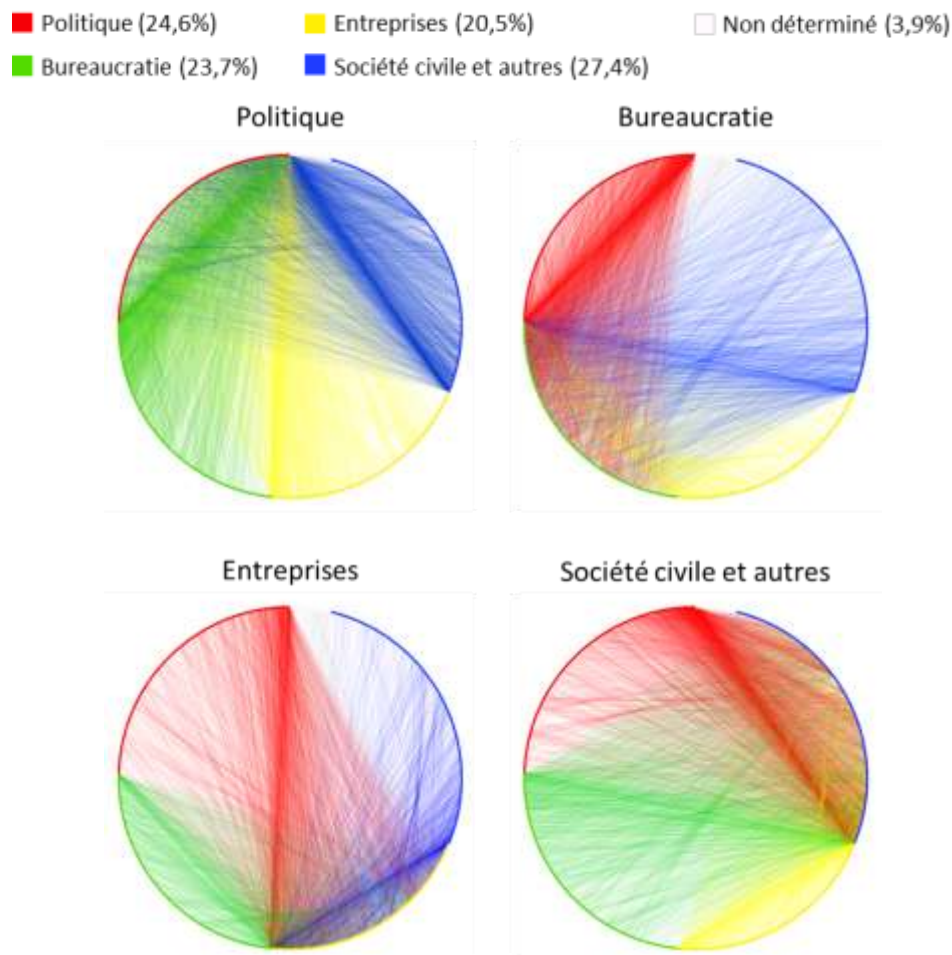 Politique (24,6%) Entreprises (20,5%) Non déterminé (3,9%)
Bureaucratie (23,7%) Société civile et autres (27,4%)
Politique Bureaucratie
Entreprises Société civile et autres